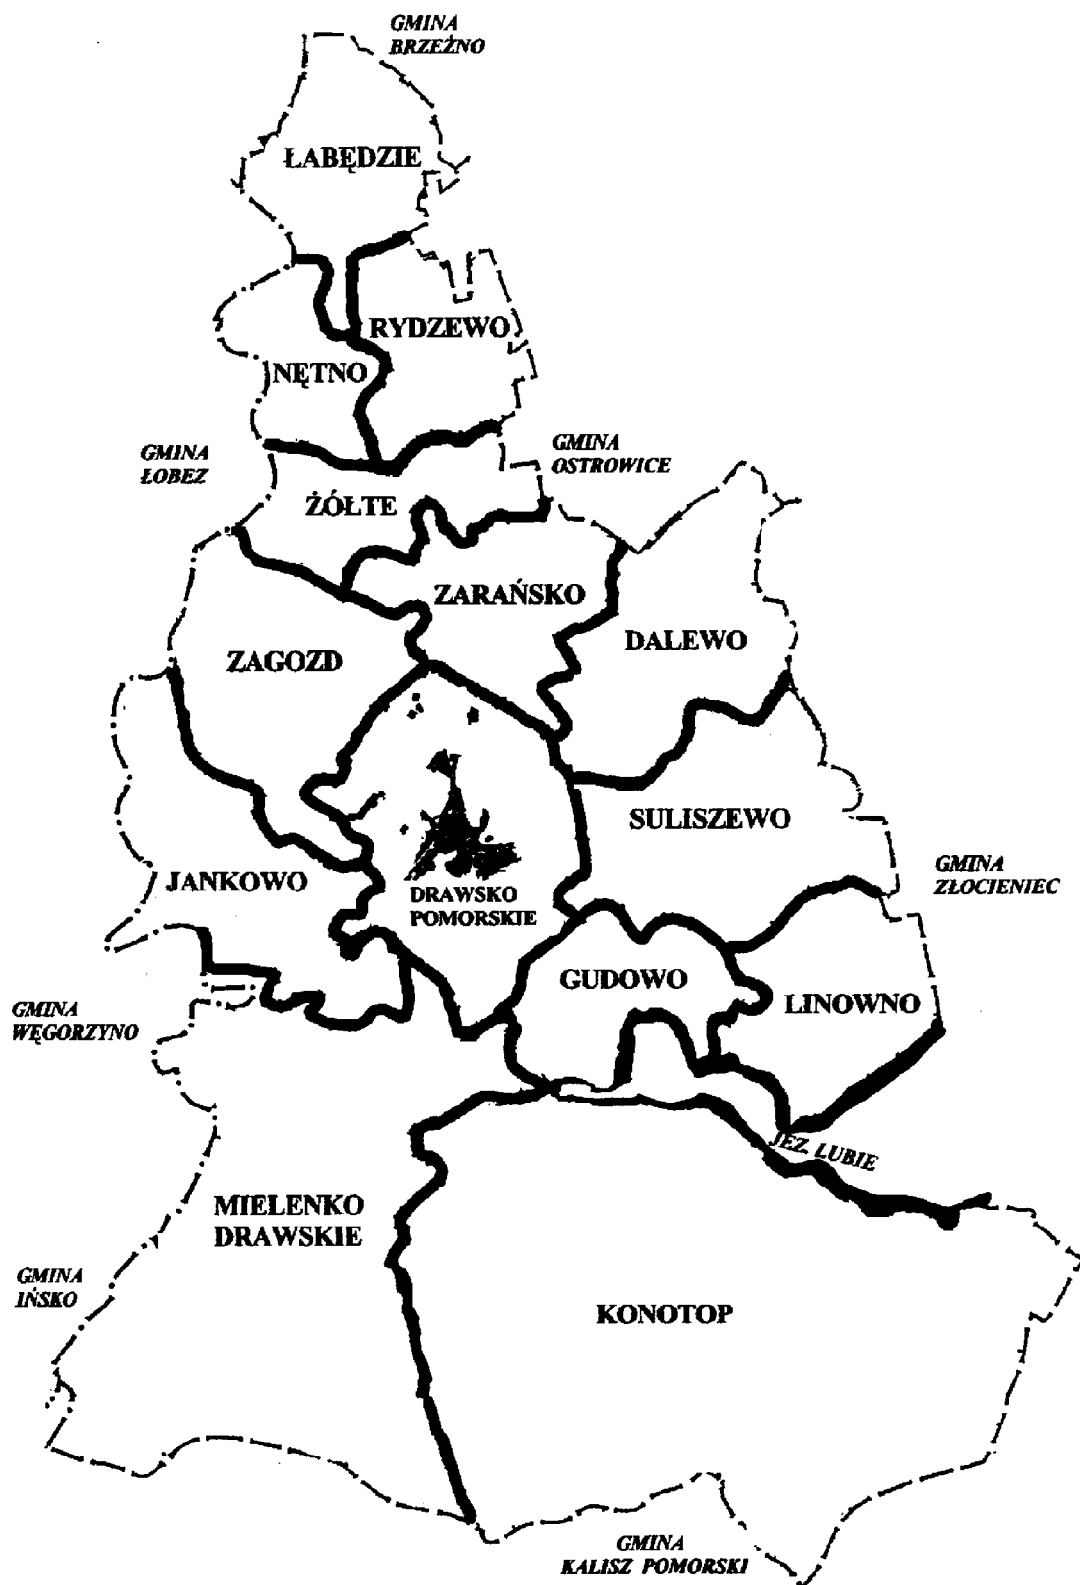 GMINA
BRZEŻNO
ŁABĘDZIE
RYDZEWO
NĘTNO
GMINA
ŁOBEZ
GMINA
OSTROWICE
ŻÓŁTE
ZARAŃSKO
DALEWO
ZAGOZD
SULISZEWO
JANKOWO
DRAWSKO
POMORSKIE
GMINA
ZŁOCIENIEC
GUDOWO
LINOWNO
GMINA
WĘGORZYNO
JEZ. LUBIE
MIELENKO
DRAWSKIE
GMINA
IŃSKO
KONOTOP
GMINA
KALISZ POMORSKI